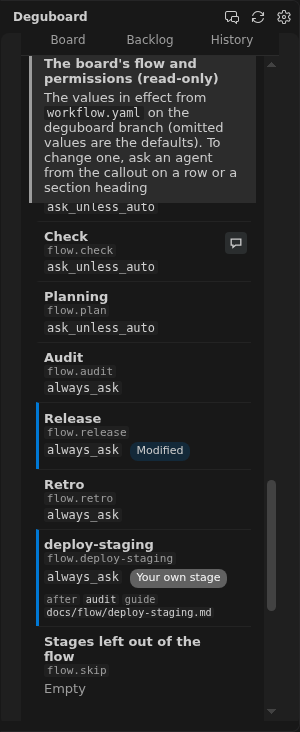 Deguboard
Board Backlog History
The board's flow and
permissions (read-only)
The values in effect from
workflow.yaml on the
deguboard branch (omitted
values are the defaults). To
change one, ask an agent
from the callout on a row or a
section heading
ask_unless_auto
Check
flow.check
ask_unless_auto
Planning
flow.plan
ask_unless_auto
Audit
flow.audit
always_ask
Release
flow.release
always_ask Modified
Retro
flow.retro
always_ask
deploy-staging
flow.deploy-staging
always_ask Your own stage
after audit guide
docs/flow/deploy-staging.md
Stages left out of the
flow
flow.skip
Empty